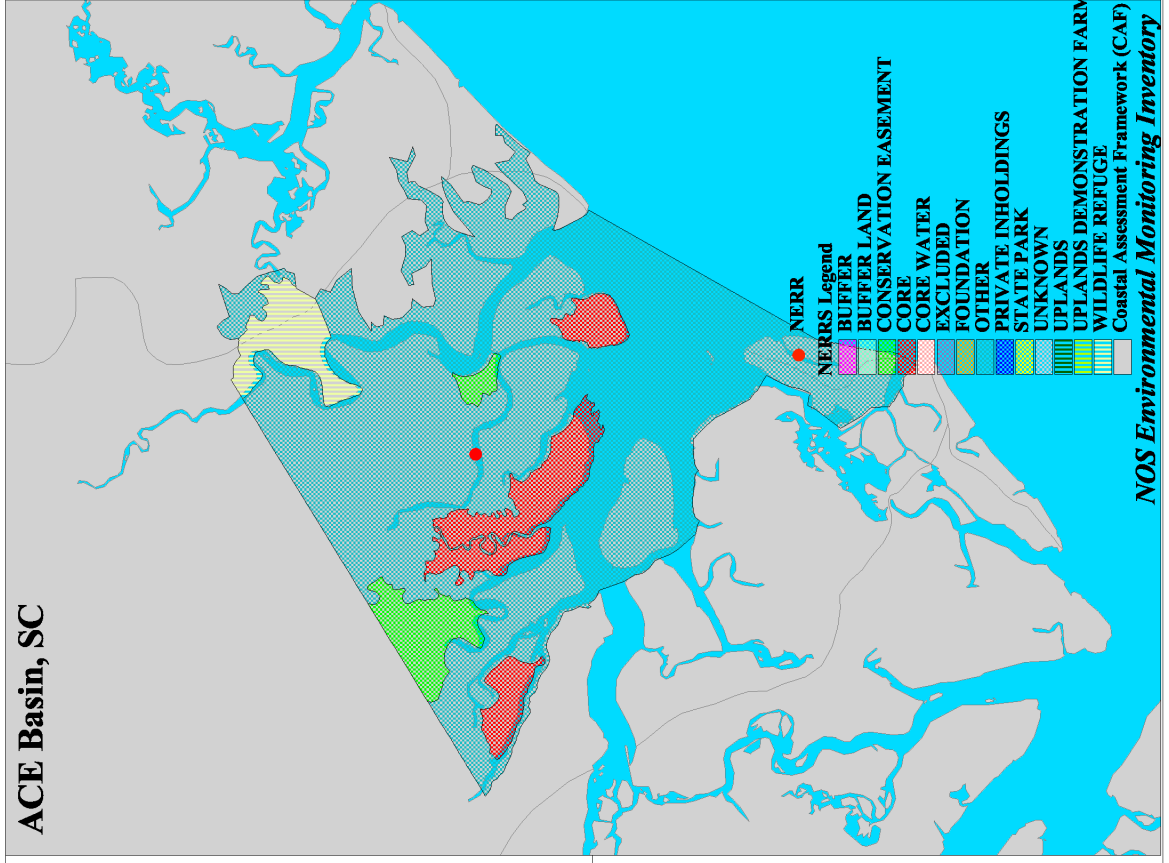 ACE Basin, SC
NERR
NERRS Legend
BUFFER
BUFFER LAND
CONSERVATION EASEMENT
CORE
CORE WATER
EXCLUDED
FOUNDATION
OTHER
PRIVATE INHOLDINGS
STATE PARK
UNKNOWN
UPLANDS
UPLANDS DEMONSTRATION FARM
WILDLIFE REFUGE
Coastal Assessment Framework (CAF)
NOS Environmental Monitoring Inventory